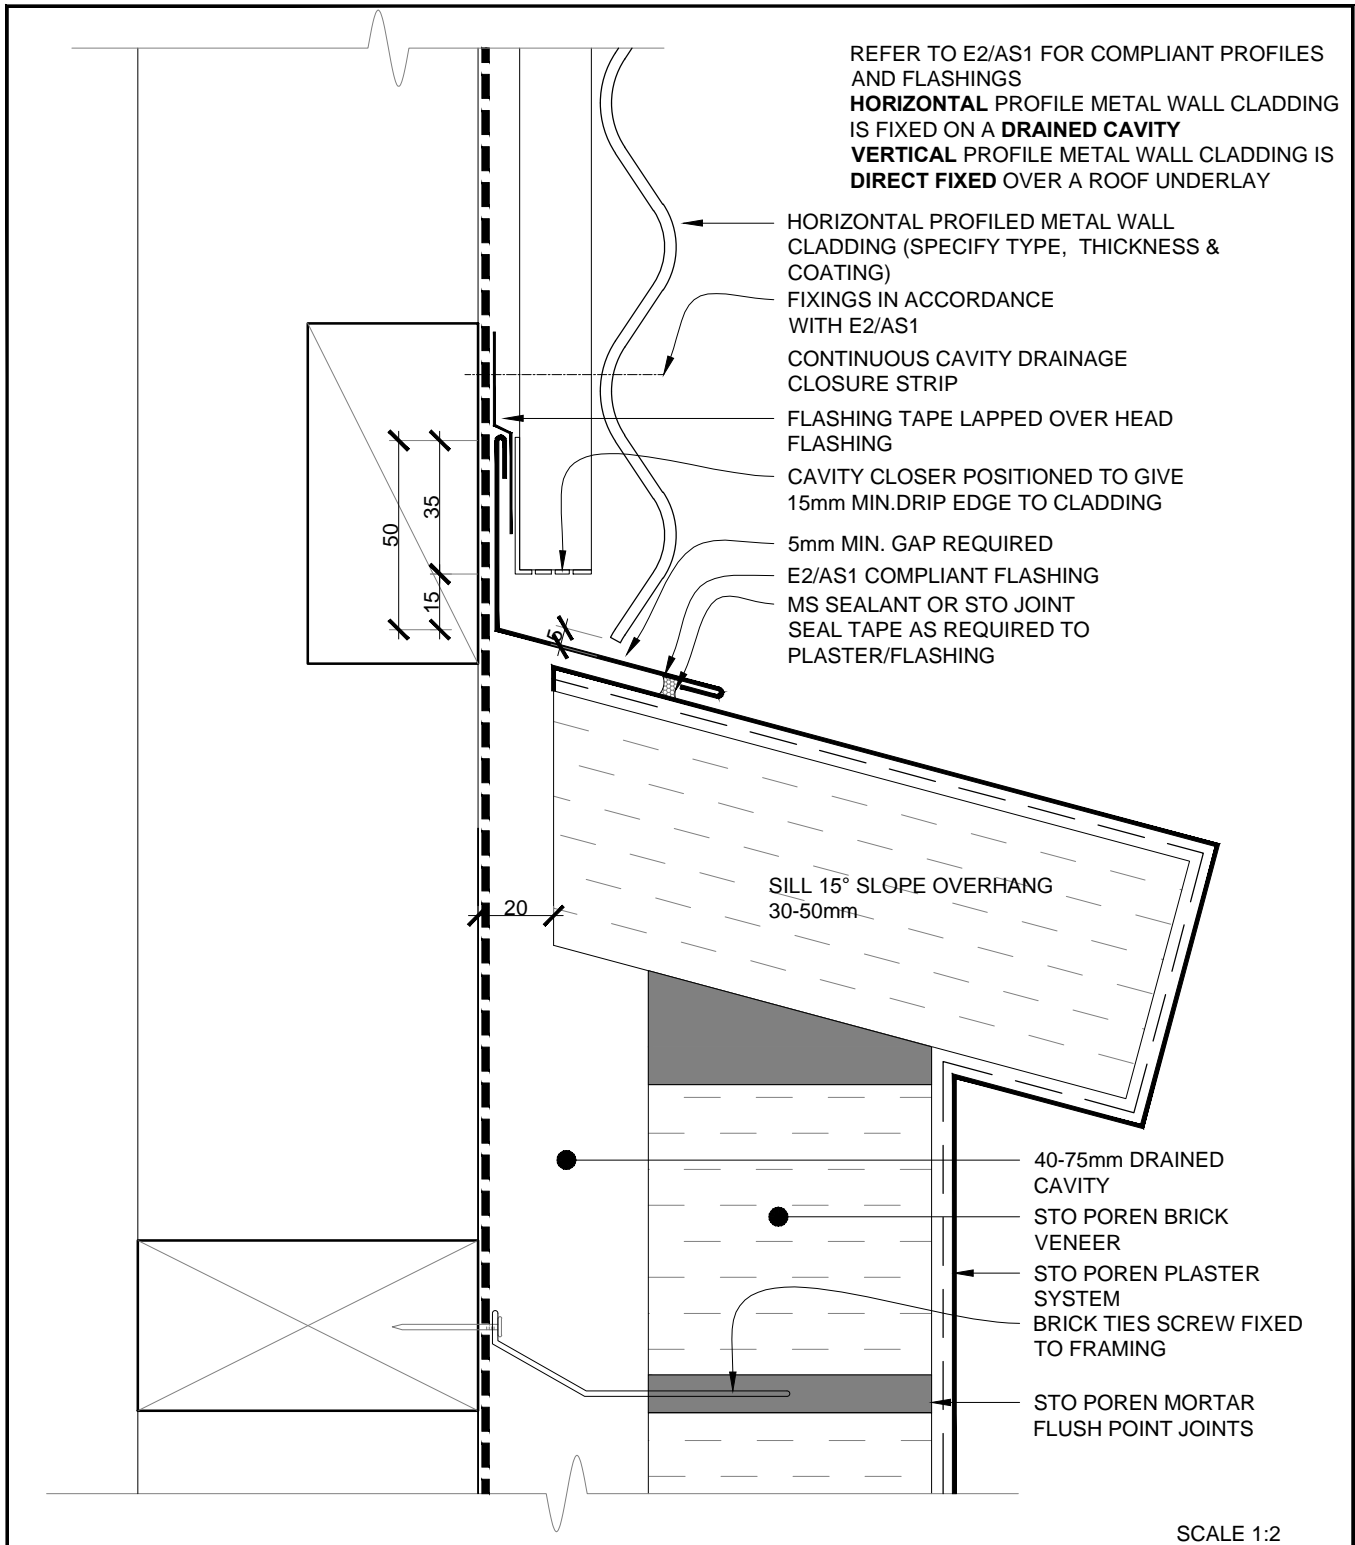 REFER TO E2/AS1 FOR COMPLIANT PROFILES
AND FLASHINGS
HORIZONTAL PROFILE METAL WALL CLADDING
IS FIXED ON A DRAINED CAVITY
VERTICAL PROFILE METAL WALL CLADDING IS
DIRECT FIXED OVER A ROOF UNDERLAY
HORIZONTAL PROFILED METAL WALL
CLADDING (SPECIFY TYPE, THICKNESS &
COATING)
FIXINGS IN ACCORDANCE
WITH E2/AS1
CONTINUOUS CAVITY DRAINAGE
CLOSURE STRIP
FLASHING TAPE LAPPED OVER HEAD
FLASHING
CAVITY CLOSER POSITIONED TO GIVE
15mm MIN.DRIP EDGE TO CLADDING
5mm MIN. GAP REQUIRED
E2/AS1 COMPLIANT FLASHING
MS SEALANT OR STO JOINT
SEAL TAPE AS REQUIRED TO
PLASTER/FLASHING
50
35
15
5
SILL 15° SLOPE OVERHANG
30-50mm
20
40-75mm DRAINED
CAVITY
STO POREN BRICK
VENEER
STO POREN PLASTER
SYSTEM
BRICK TIES SCREW FIXED
TO FRAMING
STO POREN MORTAR
FLUSH POINT JOINTS
SCALE 1:2